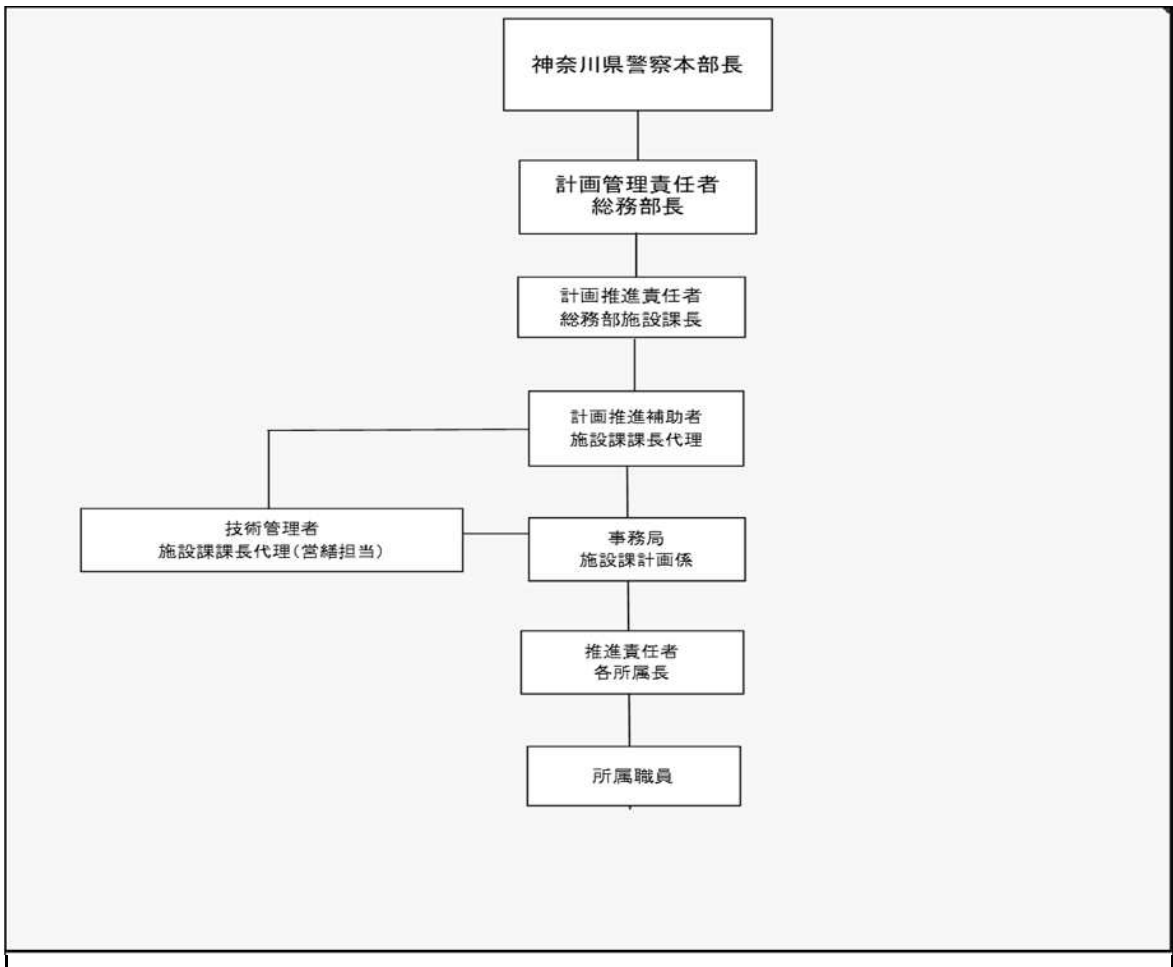 神奈川県警察本部長
計画管理責任者
総務部長
計画推進責任者
総務部施設課長
計画推進補助者
施設課課長代理
技術管理者
施設課課長代理(営繕担当)
事務局
施設課計画係
推進責任者
各所属長
所属職員